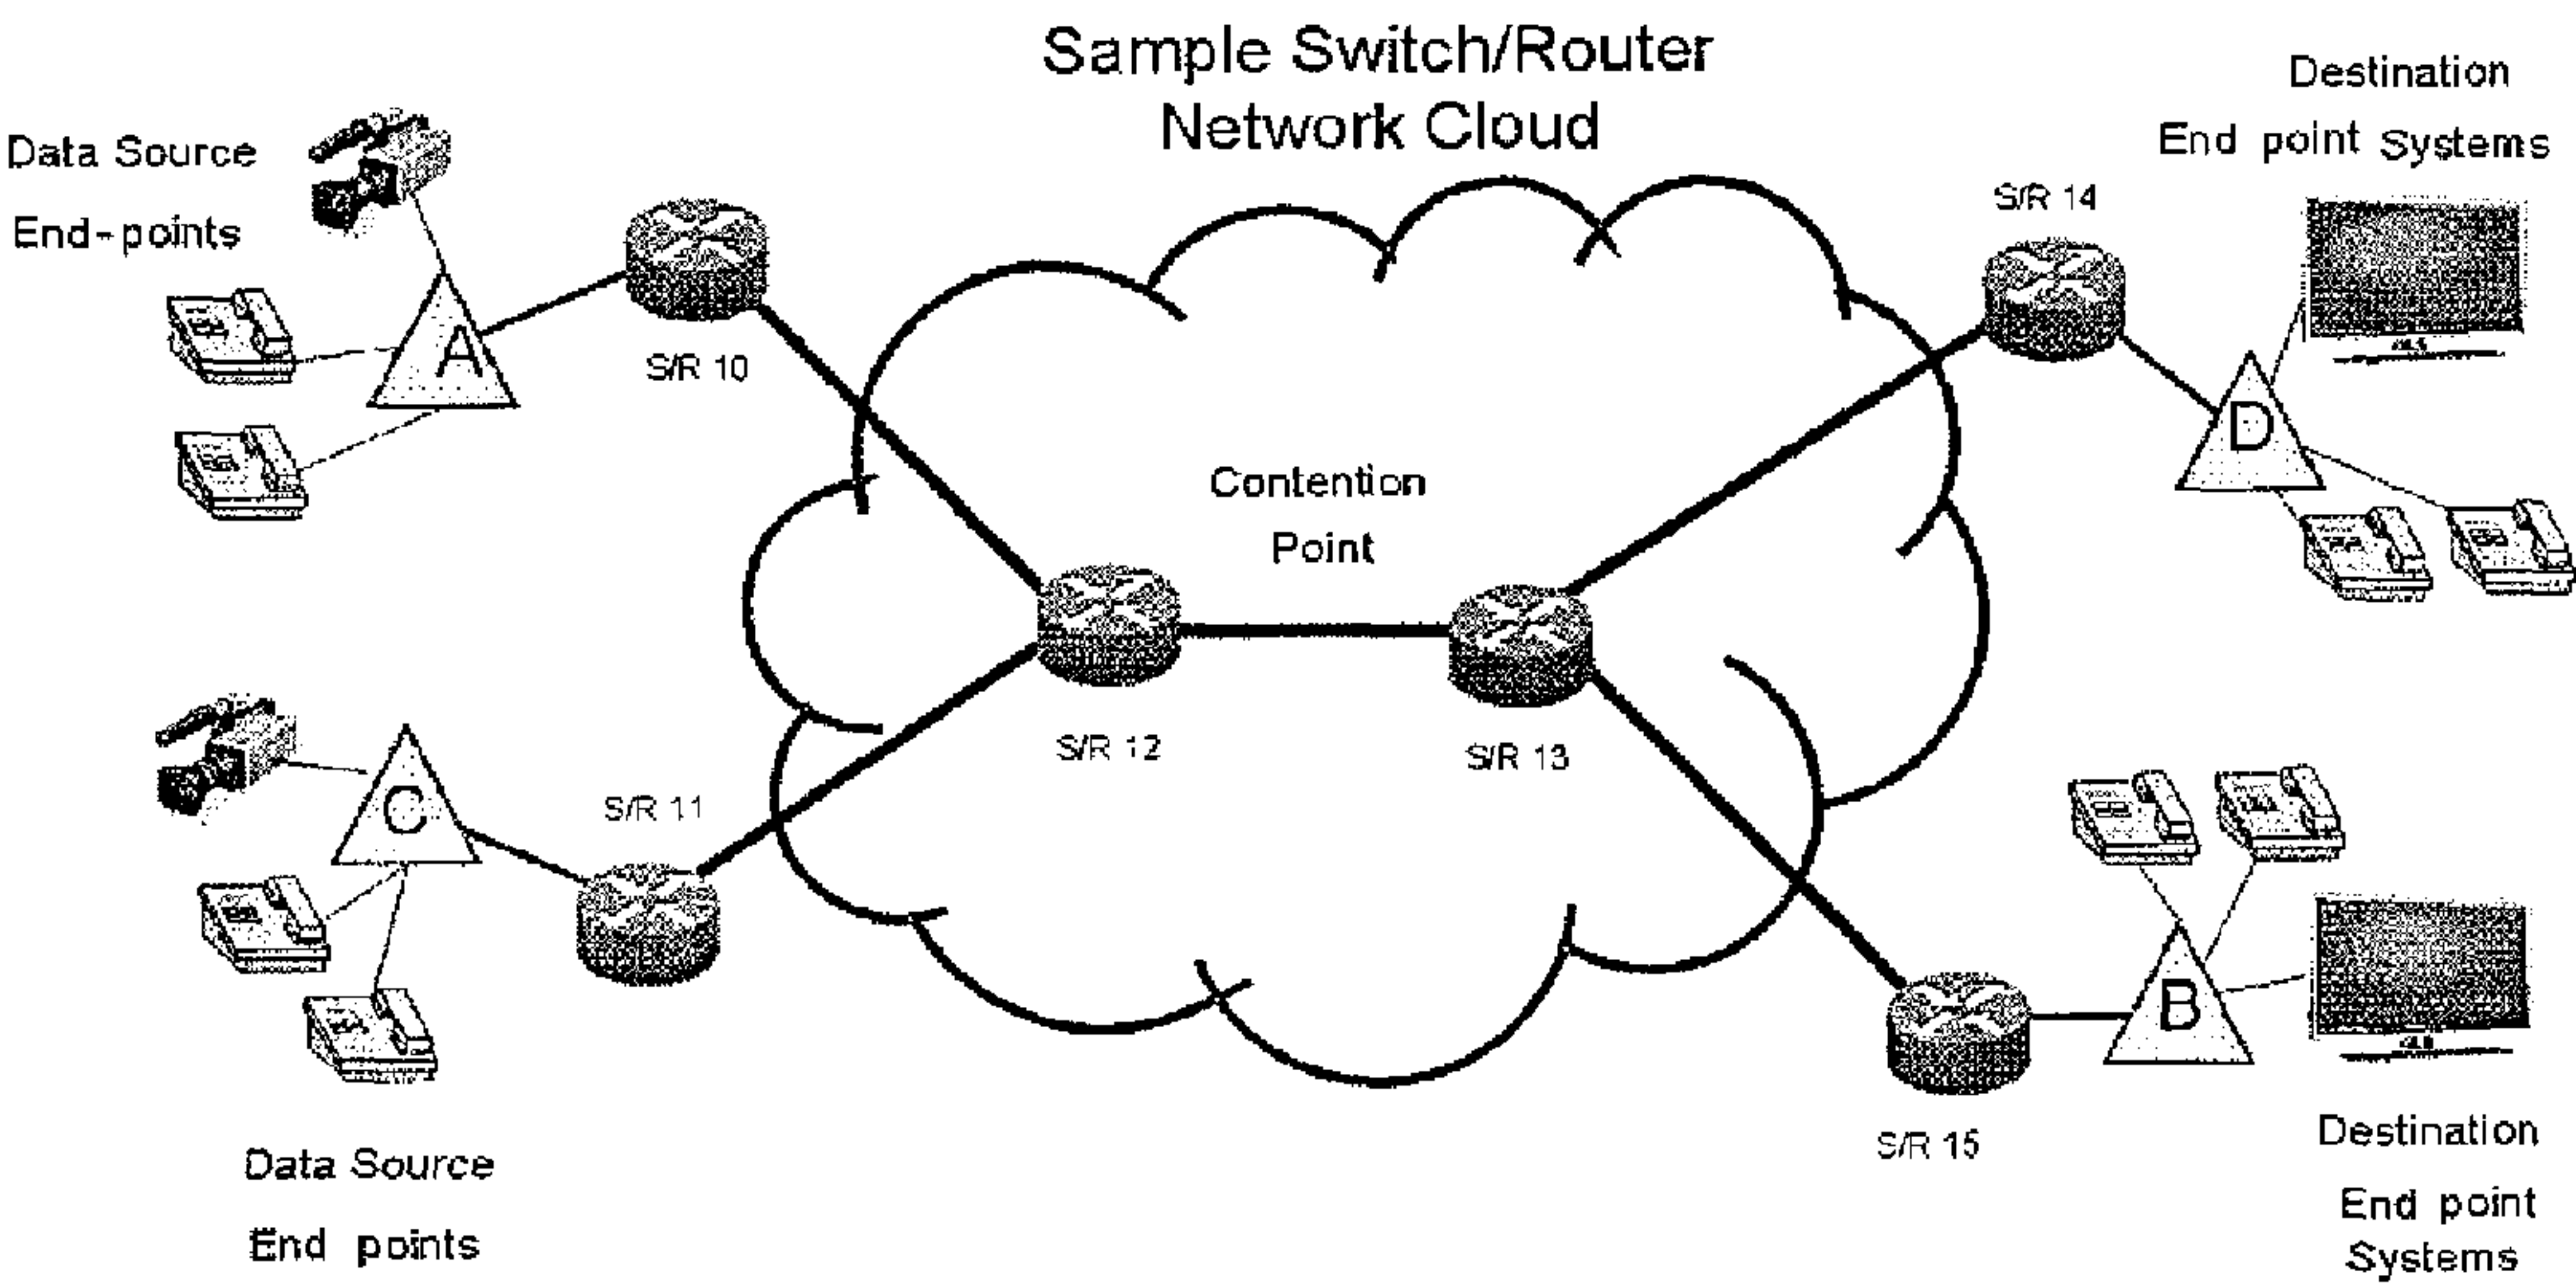 Sample Switch/Router
Network Cloud
Data Source
End-points
A
S/R 10
Destination
End point Systems
S/R 14
D
Contention
Point
S/R 12
S/R 13
C
S/R 11
Data Source
End points
B
S/R 15
Destination
End point
Systems